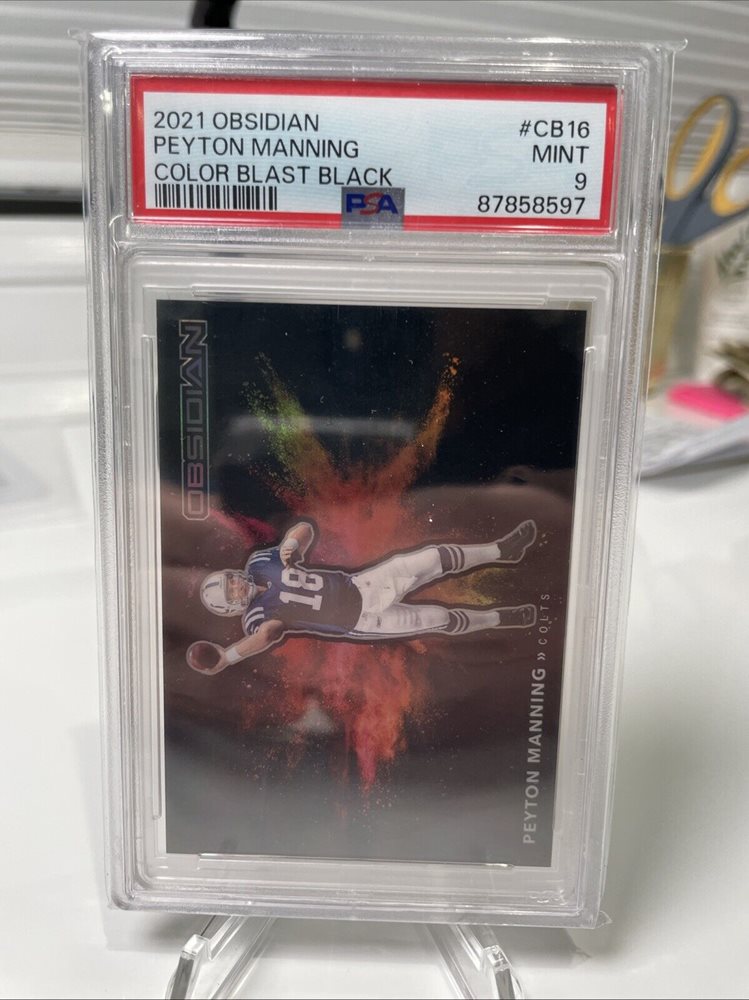 2021 OBSIDIAN #CB16
PEYTON MANNING MINT
COLOR BLAST BLACK 9
PSA 87858597
OBSIDIAN
18
PEYTON MANNING » COLTS